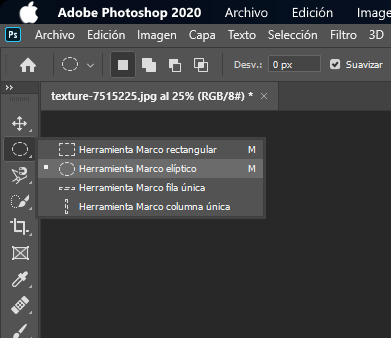 Adobe Photoshop 2020 Archivo Edición
Ps Archivo Edición Imagen Capa Texto Selección Filtro 3D
Desv.: 0 px Suavizar
texture-7515225.jpg al 25% (RGB/8#) * ×
Herramienta Marco rectangular M
Herramienta Marco elíptico M
Herramienta Marco fila única
Herramienta Marco columna única